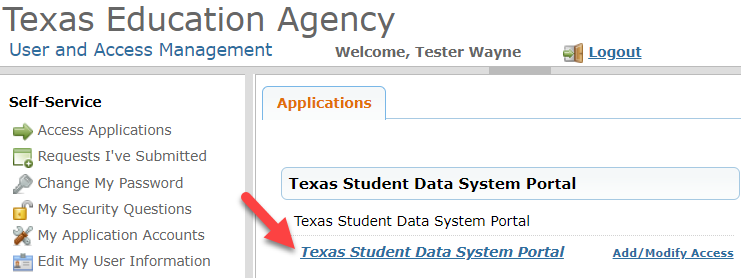 Texas Education Agency
User and Access Management
Welcome, Tester Wayne
Logout
Self-Service
Access Applications
Requests I've Submitted
Change My Password
My Security Questions
My Application Accounts
Edit My User Information
Applications
Texas Student Data System Portal
Texas Student Data System Portal
Texas Student Data System Portal
Add/Modify Access